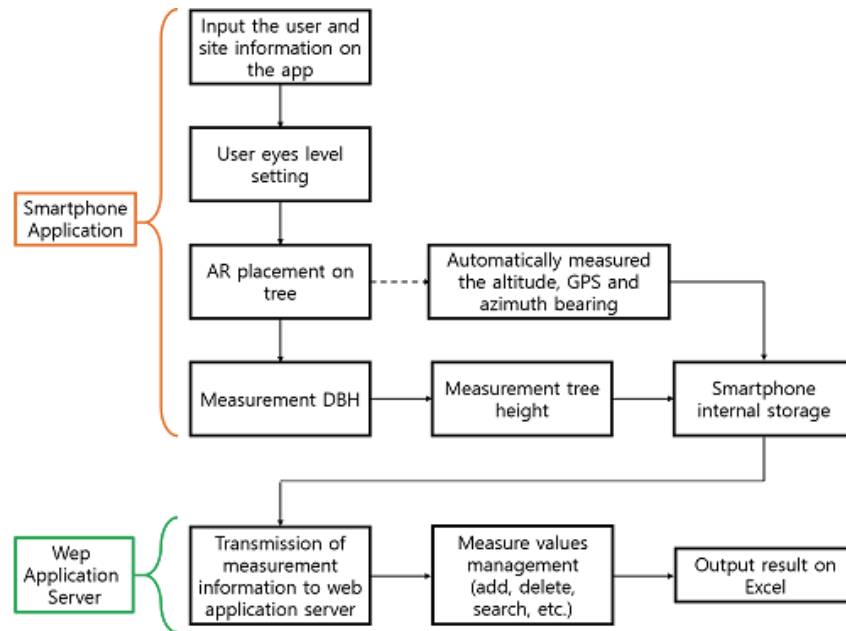 Input the user and
site information on
the app
User eyes level
setting
Smartphone
Application
AR placement on
tree
Automatically measured
the altitude, GPS and
azimuth bearing
Measurement DBH
Measurement tree
height
Smartphone
internal storage
Wep
Application
Server
Transmission of
measurement
information to web
application server
Measure values
management
(add, delete,
search, etc.)
Output result on
Excel